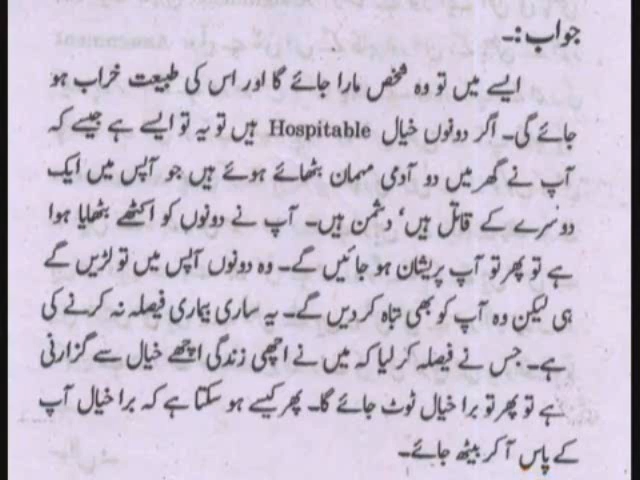 جواب:۔
ایسے میں تو وہ شخص مارا جائے گا اور اس کی طبیعت خراب ہو
جائے گی۔ اگر دونوں خیال Hospitable ہیں تو یہ تو ایسے ہے جیسے کہ
آپ نے گھر میں دو آدمی مہمان بٹھائے ہوئے ہیں جو آپس میں ایک
دوسرے کے قاتل ہیں، دشمن ہیں۔ آپ نے دونوں کو اکٹھے بٹھایا ہوا
ہے تو پھر تو آپ پریشان ہو جائیں گے۔ وہ دونوں آپس میں تو لڑیں گے
ہی لیکن وہ آپ کو بھی تباہ کر دیں گے۔ یہ ساری بیماری فیصلہ نہ کرنے کی
ہے۔ جس نے فیصلہ کر لیا کہ میں نے اچھی زندگی اچھے خیال سے گزارنی
ہے تو پھر تو برا خیال ٹوٹ جائے گا۔ پھر کیسے ہو سکتا ہے کہ برا خیال آپ
کے پاس آ کر بیٹھ جائے۔